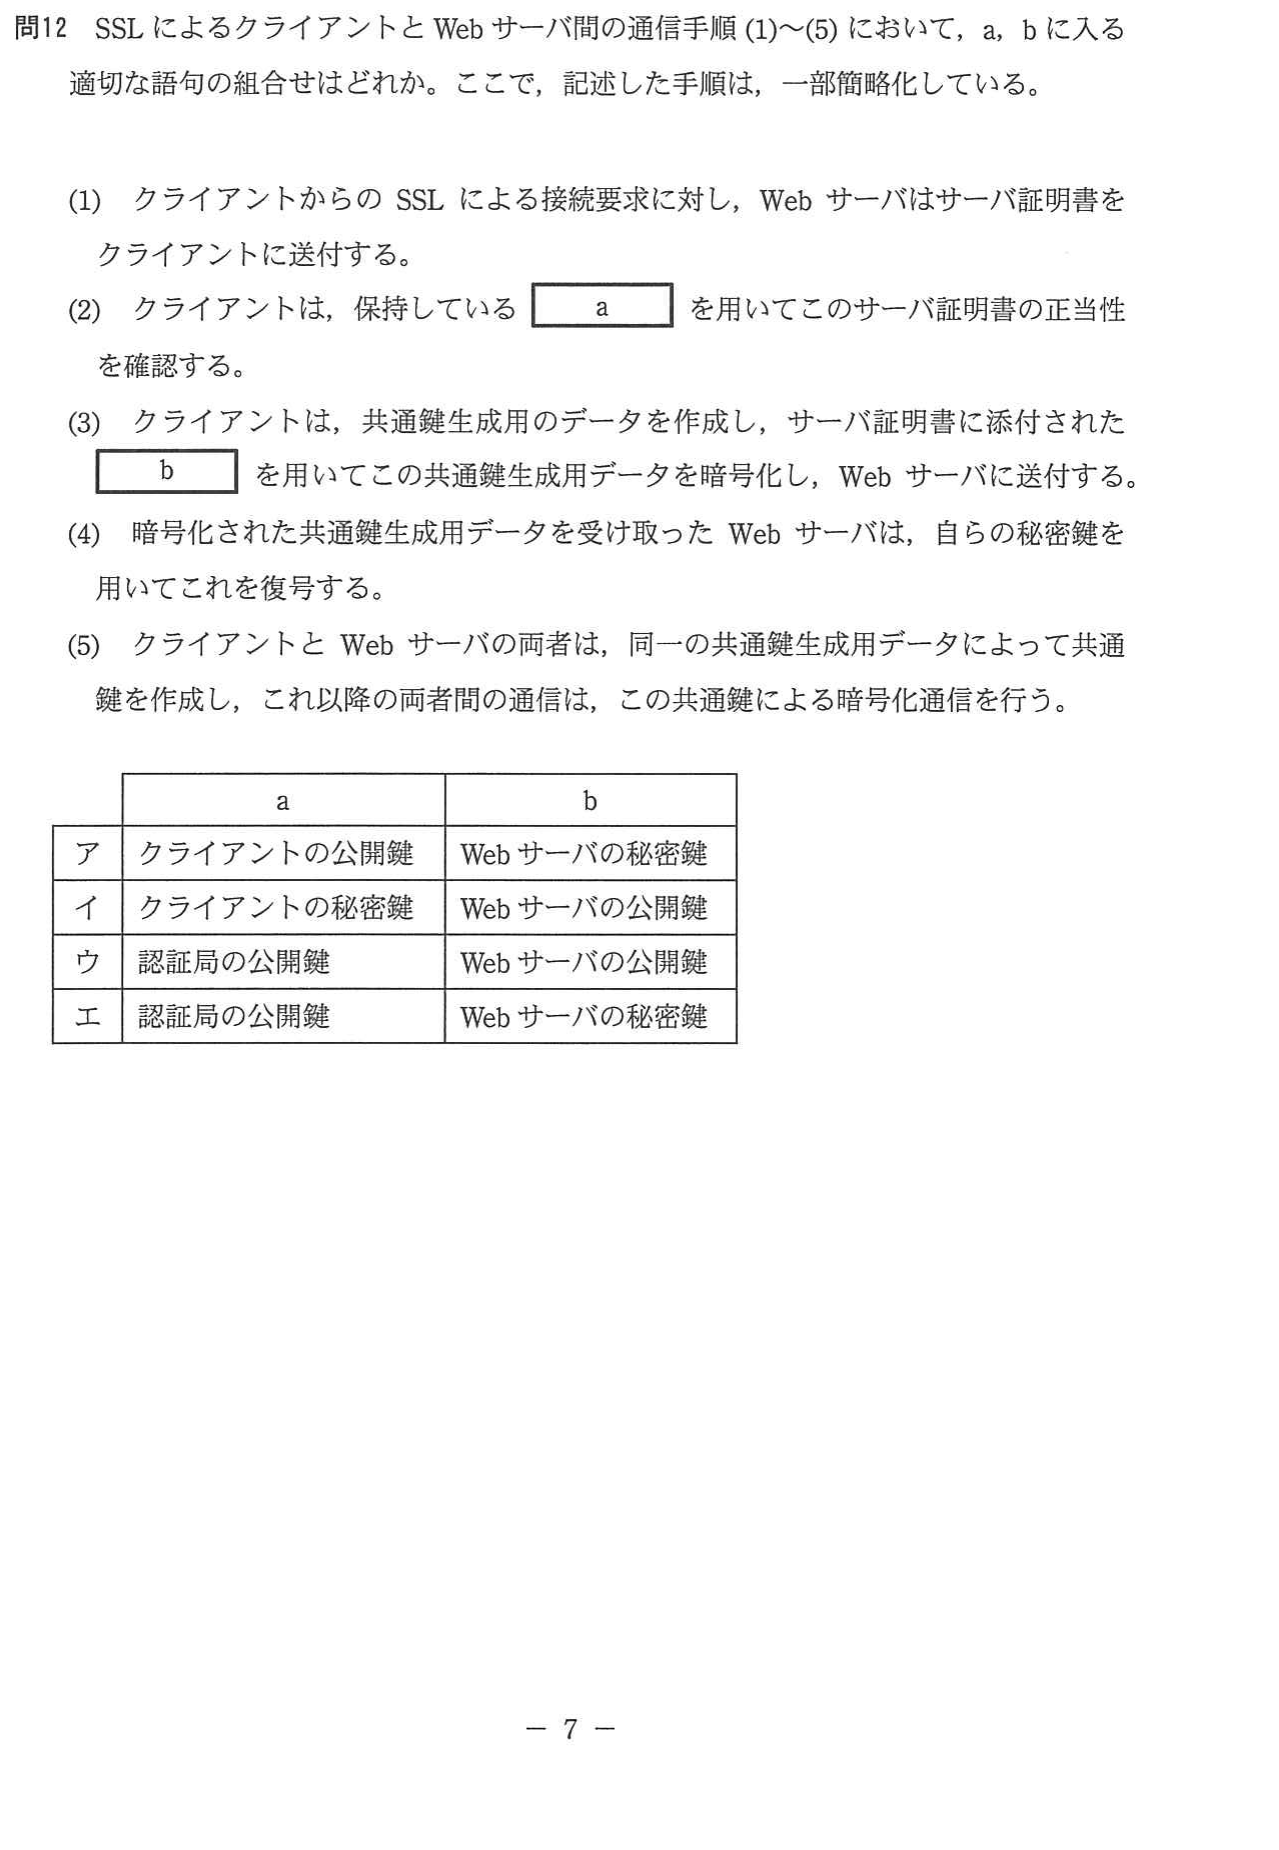 問12 SSL によるクライアントと Web サーバ間の通信手順 (1)～(5) において，a，b に入る
適切な語句の組合せはどれか。ここで，記述した手順は，一部簡略化している。
(1) クライアントからの SSL による接続要求に対し，Web サーバはサーバ証明書を
クライアントに送付する。
(2) クライアントは，保持している a を用いてこのサーバ証明書の正当性
を確認する。
(3) クライアントは，共通鍵生成用のデータを作成し，サーバ証明書に添付された
b を用いてこの共通鍵生成用データを暗号化し，Web サーバに送付する。
(4) 暗号化された共通鍵生成用データを受け取った Web サーバは，自らの秘密鍵を
用いてこれを復号する。
(5) クライアントと Web サーバの両者は，同一の共通鍵生成用データによって共通
鍵を作成し，これ以降の両者間の通信は，この共通鍵による暗号化通信を行う。
a b
ア クライアントの公開鍵 Web サーバの秘密鍵
イ クライアントの秘密鍵 Web サーバの公開鍵
ウ 認証局の公開鍵 Web サーバの公開鍵
エ 認証局の公開鍵 Web サーバの秘密鍵
－ 7 －